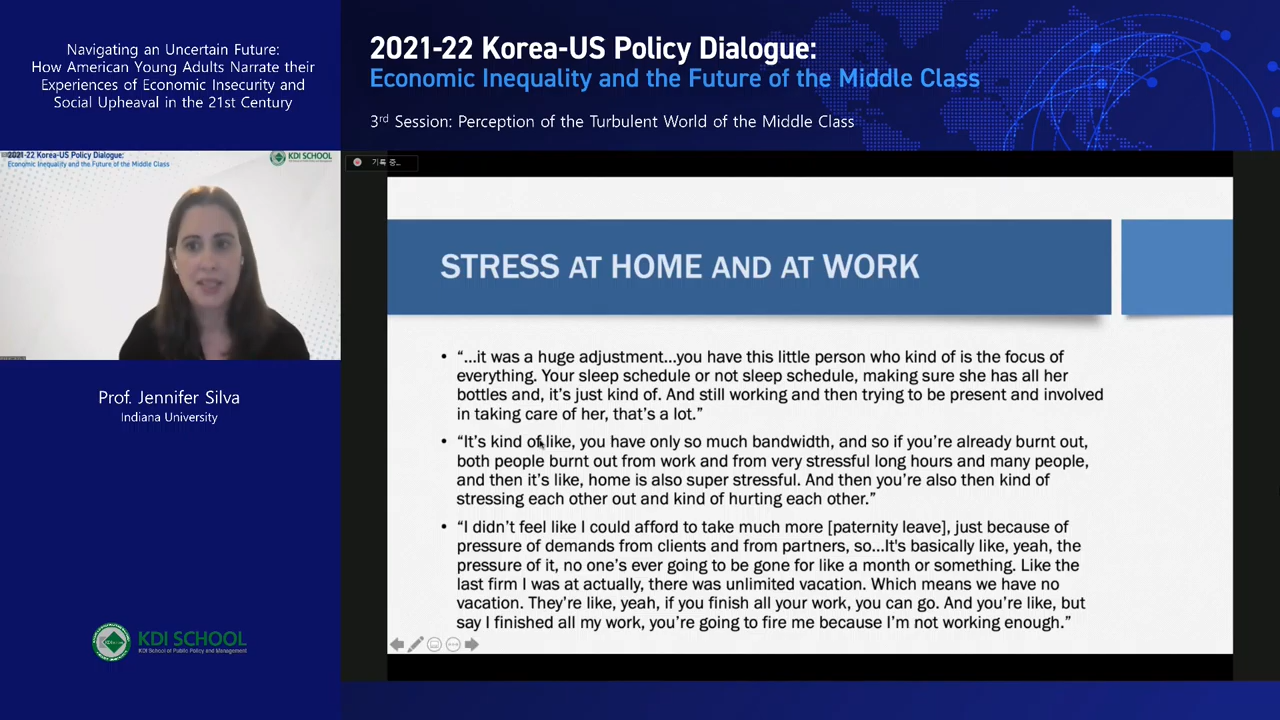 Navigating an Uncertain Future:
How American Young Adults Narrate their
Experiences of Economic Insecurity and
Social Upheaval in the 21st Century
2021-22 Korea-US Policy Dialogue:
Economic Inequality and the Future of the Middle Class
3rd Session: Perception of the Turbulent World of the Middle Class
2021-22 Korea-US Policy Dialogue:
Economic Inequality and the Future of the Middle Class
KDI SCHOOL
Prof. Jennifer Silva
Indiana University
KDI SCHOOL
KDI School of Public Policy and Management
기록 중...
STRESS AT HOME AND AT WORK
• “...it was a huge adjustment...you have this little person who kind of is the focus of
everything. Your sleep schedule or not sleep schedule, making sure she has all her
bottles and, it’s just kind of. And still working and then trying to be present and involved
in taking care of her, that’s a lot.”
• “It’s kind of like, you have only so much bandwidth, and so if you’re already burnt out,
both people burnt out from work and from very stressful long hours and many people,
and then it’s like, home is also super stressful. And then you’re also then kind of
stressing each other out and kind of hurting each other.”
• “I didn’t feel like I could afford to take much more [paternity leave], just because of
pressure of demands from clients and from partners, so...It's basically like, yeah, the
pressure of it, no one’s ever going to be gone for like a month or something. Like the
last firm I was at actually, there was unlimited vacation. Which means we have no
vacation. They’re like, yeah, if you finish all your work, you can go. And you’re like, but
say I finished all my work, you’re going to fire me because I’m not working enough.”